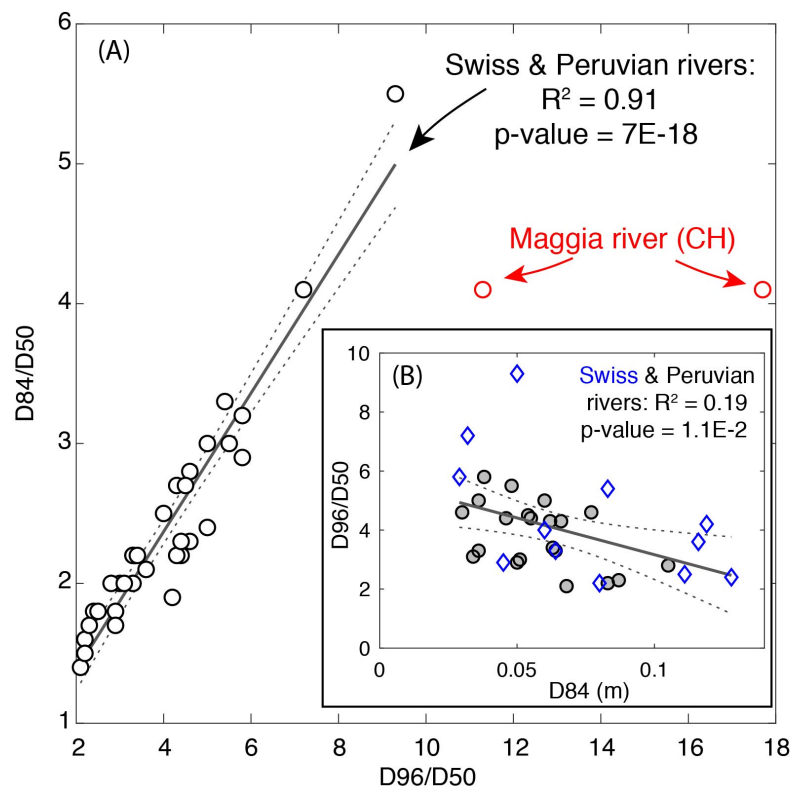 (A)
Swiss & Peruvian rivers:
R² = 0.91
p-value = 7E-18
Maggia river (CH)
6
5
4
3
2
1
D84/D50
2
4
6
8
10
12
14
16
18
D96/D50
(B)
Swiss & Peruvian
rivers: R² = 0.19
p-value = 1.1E-2
10
8
6
4
2
0
D96/D50
0
0.05
0.1
D84 (m)